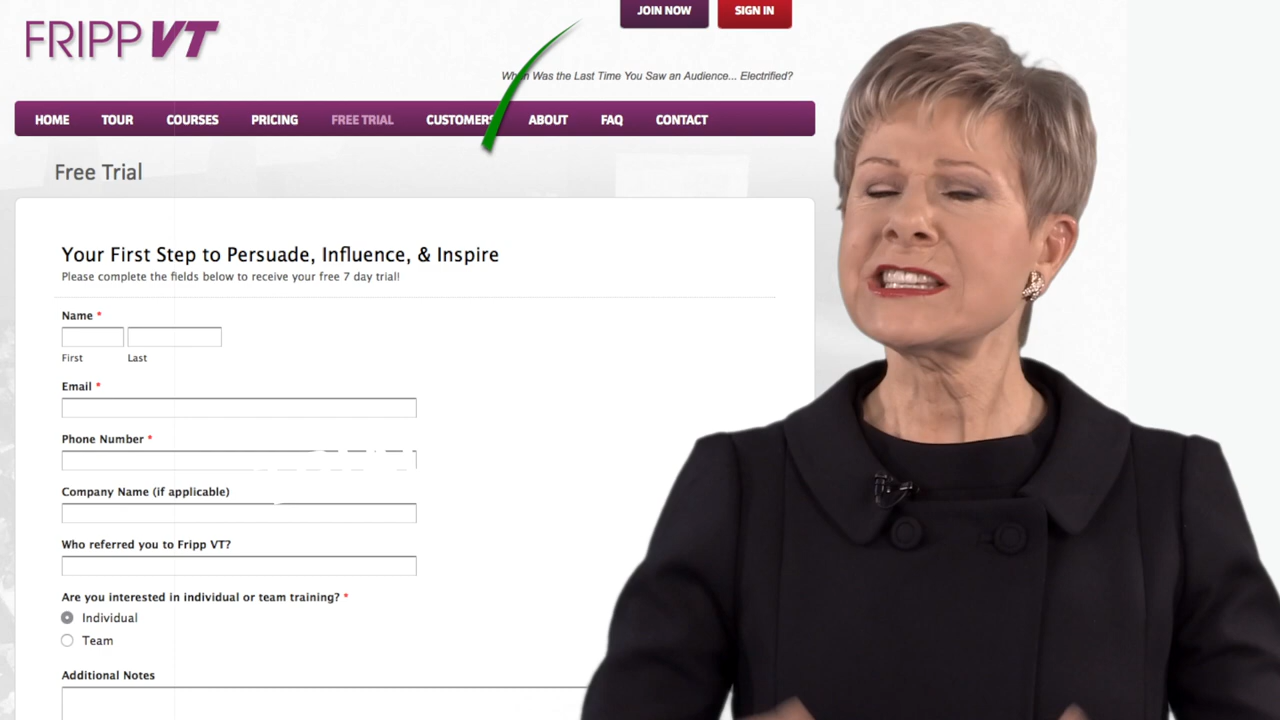 FRIPP VT
JOIN NOW SIGN IN
When Was the Last Time You Saw an Audience... Electrified?
HOME TOUR COURSES PRICING FREE TRIAL CUSTOMERS ABOUT FAQ CONTACT
Free Trial
Your First Step to Persuade, Influence, & Inspire
Please complete the fields below to receive your free 7 day trial!
Name *
First Last
Email *
Phone Number *
Company Name (if applicable)
Who referred you to Fripp VT?
Are you interested in individual or team training? *
Individual
Team
Additional Notes